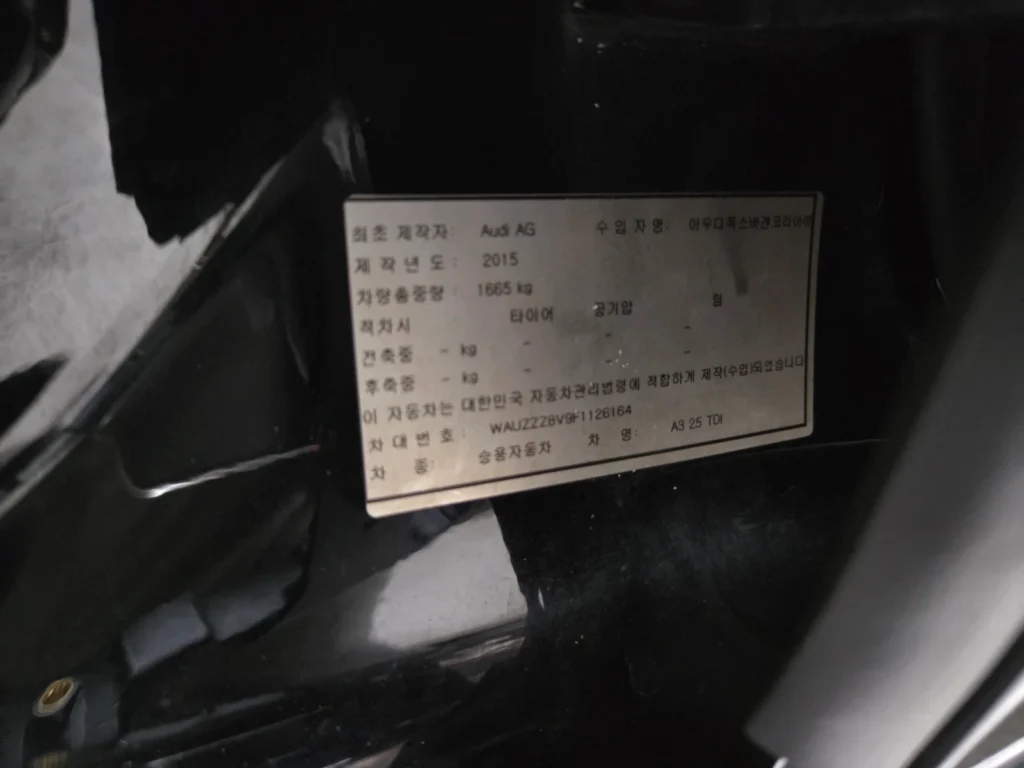 최초 제작자: Audi AG 수입자명: 아우디폭스바겐코리아㈜
제작년도: 2015
차량총중량: 1665 kg
적차시 타이어 공기압 림
전축중 - kg - - -
후축중 - kg - - -
이 자동차는 대한민국 자동차관리법령에 적합하게 제작(수입)되었습니다
차대번호: WAUZZZ8V9F1126164
차 종: 승용자동차 차 명: A3 25 TDI